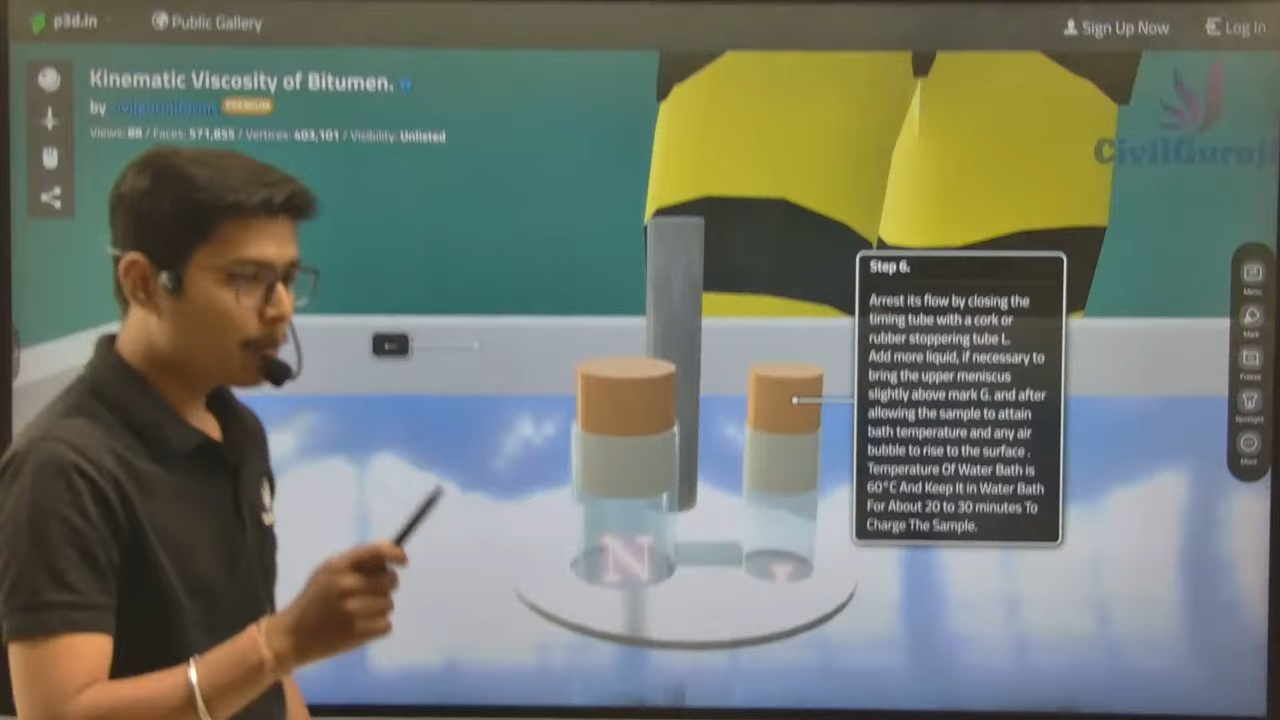 p3d.in
Public Gallery
Sign Up Now
Log In
Kinematic Viscosity of Bitumen.
by
PREMIUM
Views: 88 / Faces: 571,855 / Vertices: 403,101 / Visibility: Unlisted
CivilGuruji
Step 6.
Arrest its flow by closing the
timing tube with a cork or
rubber stoppering tube L.
Add more liquid, if necessary to
bring the upper meniscus
slightly above mark G. and after
allowing the sample to attain
bath temperature and any air
bubble to rise to the surface .
Temperature Of Water Bath is
60°C And Keep It in Water Bath
For About 20 to 30 minutes To
Charge The Sample.
Menu
Mark
Freeze
Spotlight
More
N
L